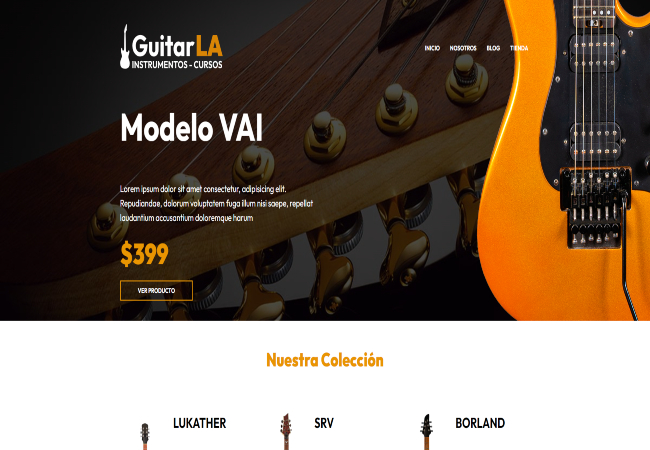 GuitarLA
INSTRUMENTOS - CURSOS
INICIO NOSOTROS BLOG TIENDA
Modelo VAI
Lorem ipsum dolor sit amet consectetur, adipisicing elit.
Repudiandae, dolorum voluptatem fuga illum nisi saepe, repellat
laudantium accusantium doloremque harum
$399
VER PRODUCTO
Nuestra Colección
LUKATHER SRV BORLAND